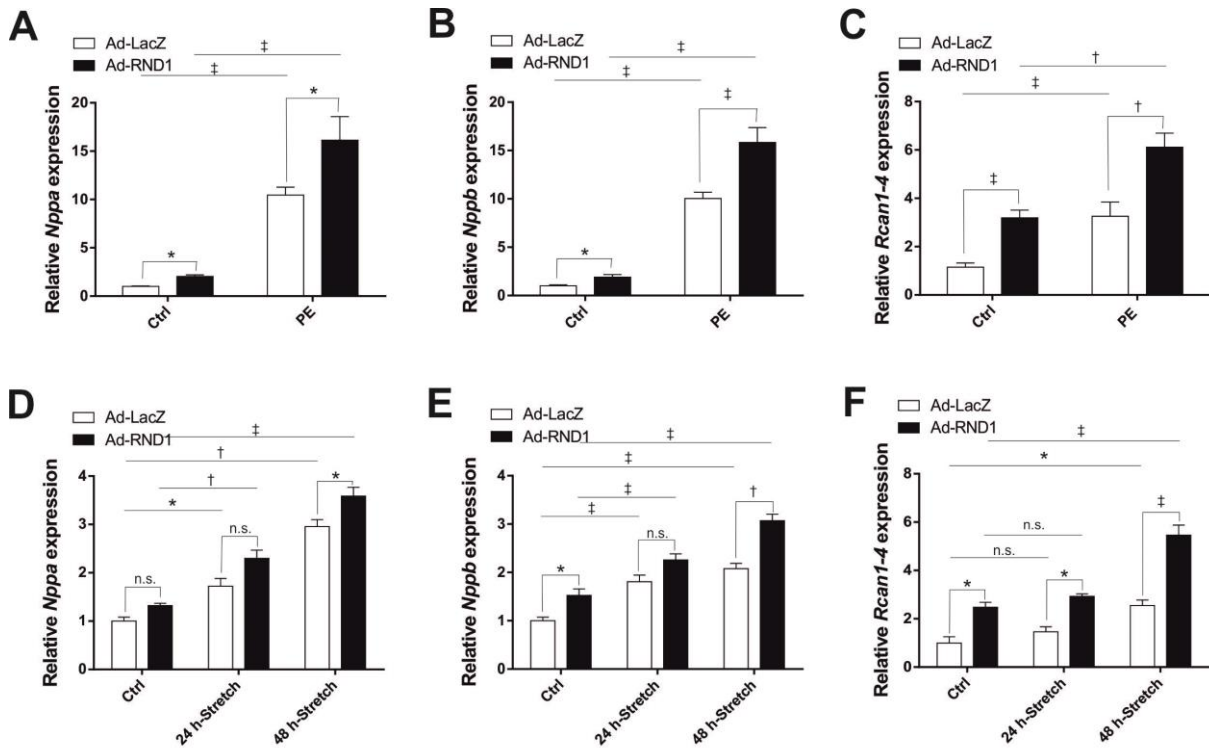 A
Ad-LacZ
Ad-RND1
‡
‡
Relative Nppa expression
20
15
10
5
0
*
*
Ctrl
PE
B
Ad-LacZ
Ad-RND1
‡
‡
Relative Nppb expression
20
15
10
5
0
*
‡
Ctrl
PE
C
Ad-LacZ
Ad-RND1
†
‡
Relative Rcan1-4 expression
8
6
4
2
0
‡
†
Ctrl
PE
D
Ad-LacZ
Ad-RND1
‡
†
†
*
Relative Nppa expression
4
3
2
1
0
n.s.
n.s.
*
Ctrl
24 h-Stretch
48 h-Stretch
E
Ad-LacZ
Ad-RND1
‡
‡
‡
‡
Relative Nppb expression
4
3
2
1
0
*
n.s.
†
Ctrl
24 h-Stretch
48 h-Stretch
F
Ad-LacZ
Ad-RND1
‡
*
n.s.
n.s.
Relative Rcan1-4 expression
8
6
4
2
0
*
*
‡
Ctrl
24 h-Stretch
48 h-Stretch